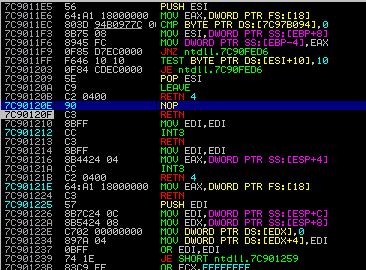 7C9011E5 56 PUSH ESI
7C9011E6 64:A1 18000000 MOV EAX,DWORD PTR FS:[18]
803D 94B0977C 0( CMP BYTE PTR DS:[7C97B094],0
8B75 08 MOV ESI,DWORD PTR SS:[EBP+8]
8945 FC MOV DWORD PTR SS:[EBP-4],EAX
0F85 D7EC0000 JNZ ntdll.7C90FED6
F646 10 10 TEST BYTE PTR DS:[ESI+10],10
7C901203 0F84 CDEC0000 JE ntdll.7C90FED6
7C901209 5E POP ESI
7C90120A C9 LEAVE
7C90120B C2 0400 RETN 4
7C90120E 90 NOP
7C90120F C3 RETN
7C901210 8BFF MOV EDI,EDI
7C901212 CC INT3
7C901213 C3 RETN
7C901214 8BFF MOV EDI,EDI
7C901216 8B4424 04 MOV EAX,DWORD PTR SS:[ESP+4]
7C90121A CC INT3
7C90121B C2 0400 RETN 4
7C90121E 64:A1 18000000 MOV EAX,DWORD PTR FS:[18]
7C901224 C3 RETN
7C901225 57 PUSH EDI
7C901226 8B7C24 0C MOV EDI,DWORD PTR SS:[ESP+C]
7C90122A 8B5424 08 MOV EDX,DWORD PTR SS:[ESP+8]
7C90122E C702 00000000 MOV DWORD PTR DS:[EDX],0
7C901234 897A 04 MOV DWORD PTR DS:[EDX+4],EDI
7C901237 0BFF OR EDI,EDI
7C901239 74 1E JE SHORT ntdll.7C901259
7C90123B 83C9 FF OR ECX,FFFFFFFF